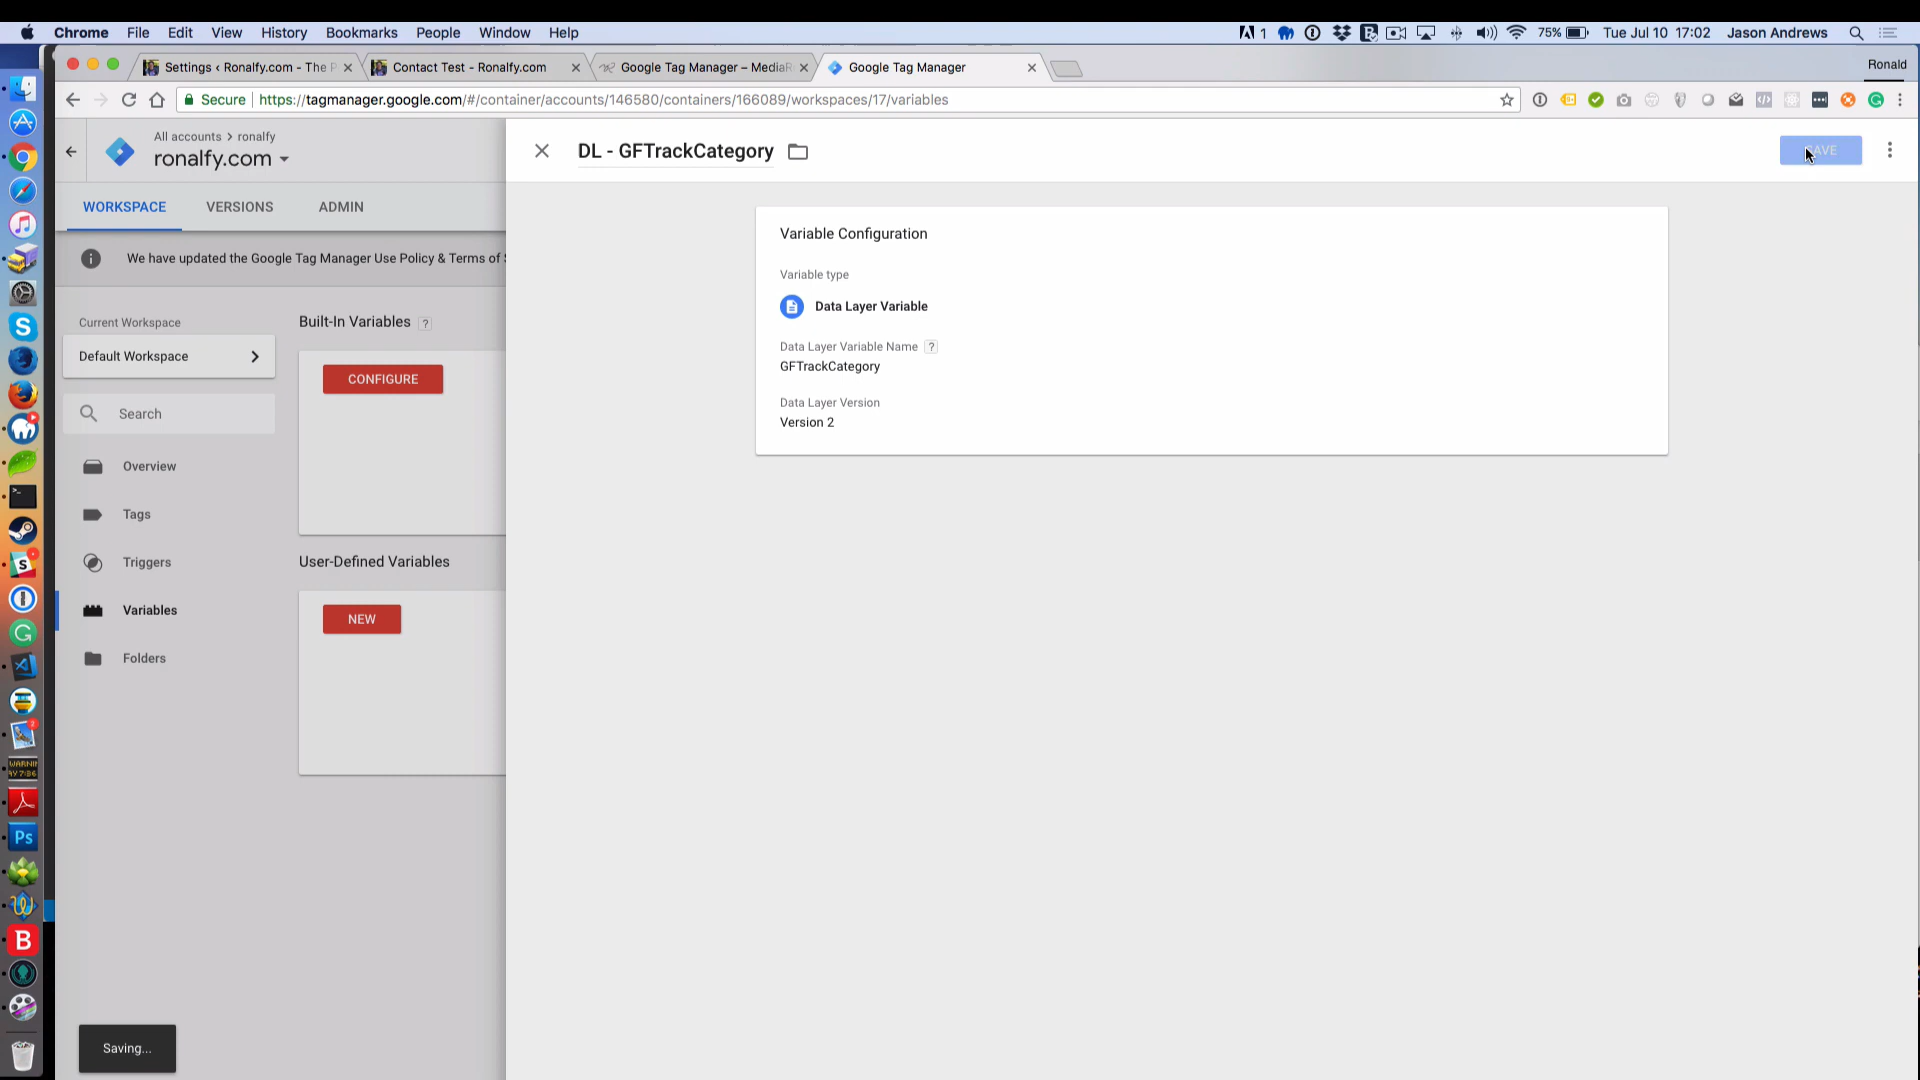 Chrome File Edit View History Bookmarks People Window Help
1 75% Tue Jul 10 17:02 Jason Andrews
Settings ‹ Ronalfy.com - The P
Contact Test - Ronalfy.com
Google Tag Manager – MediaR
Google Tag Manager
Ronald
Secure https://tagmanager.google.com/#/container/accounts/146580/containers/166089/workspaces/17/variables
All accounts > ronalfy
ronalfy.com
DL - GFTrackCategory
SAVE
WORKSPACE VERSIONS ADMIN
We have updated the Google Tag Manager Use Policy & Terms of
Current Workspace
Default Workspace
Search
Overview
Tags
Triggers
Variables
Folders
Built-In Variables ?
CONFIGURE
User-Defined Variables
NEW
Variable Configuration
Variable type
Data Layer Variable
Data Layer Variable Name ?
GFTrackCategory
Data Layer Version
Version 2
Saving...
Ps
B